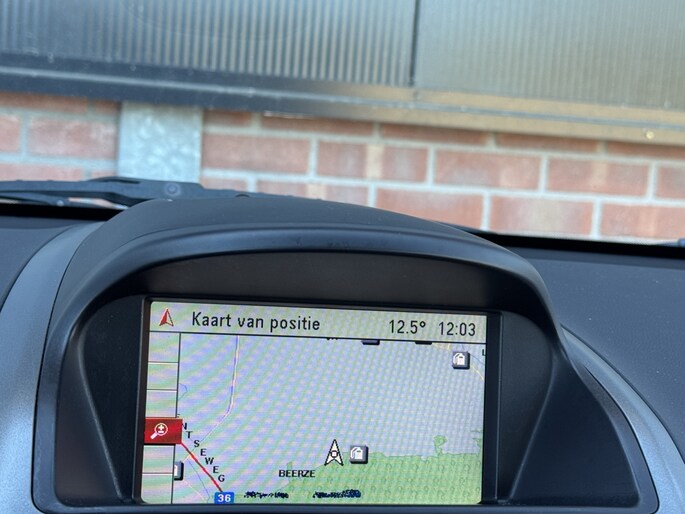 Kaart van positie 12.5° 12:03
NTSEWEG
BEERZE
36